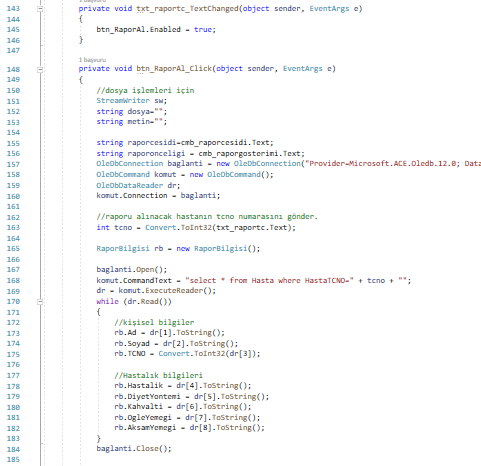 143 private void txt_raportc_TextChanged(object sender, EventArgs e)
144 {
145 btn_RaporAl.Enabled = true;
146 }
147
1 başvuru
148 private void btn_RaporAl_Click(object sender, EventArgs e)
149 {
150 //dosya işlemleri için
151 StreamWriter sw;
152 string dosya="";
153 string metin="";
154
155 string raporcesidi=cmb_raporcesidi.Text;
156 string raporonceligi = cmb_raporgosterimi.Text;
157 OleDbConnection baglanti = new OleDbConnection("Provider=Microsoft.ACE.Oledb.12.0; Data
158 OleDbCommand komut = new OleDbCommand();
159 OleDbDataReader dr;
160 komut.Connection = baglanti;
161
162 //raporu alınacak hastanın tcno numarasını gönder.
163 int tcno = Convert.ToInt32(txt_raportc.Text);
164
165 RaporBilgisi rb = new RaporBilgisi();
166
167 baglanti.Open();
168 komut.CommandText = "select * from Hasta where HastaTCNO=" + tcno + "";
169 dr = komut.ExecuteReader();
170 while (dr.Read())
171 {
172 //kişisel bilgiler
173 rb.Ad = dr[1].ToString();
174 rb.Soyad = dr[2].ToString();
175 rb.TCNO = Convert.ToInt32(dr[3]);
176
177 //Hastalık bilgileri
178 rb.Hastalik = dr[4].ToString();
179 rb.DiyetYontemi = dr[5].ToString();
180 rb.Kahvalti = dr[6].ToString();
181 rb.OgleYemegi = dr[7].ToString();
182 rb.AksamYemegi = dr[8].ToString();
183 }
184 baglanti.Close();
185